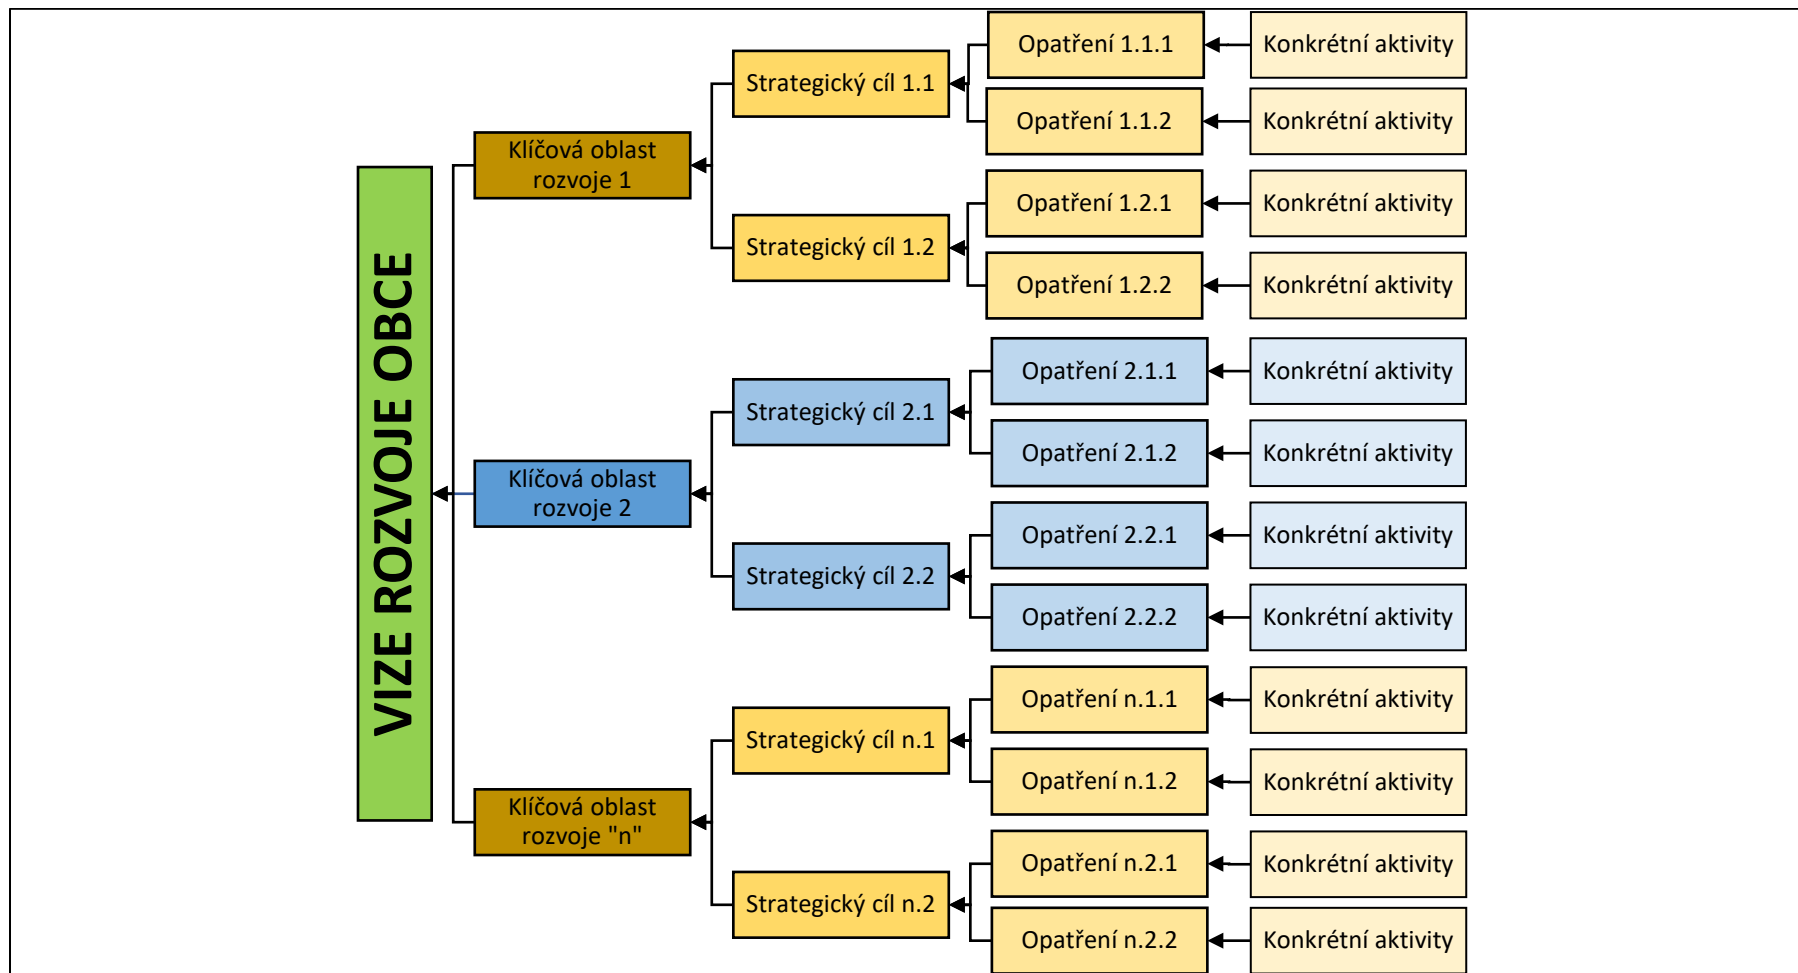 VIZE ROZVOJE OBCE
Klíčová oblast
rozvoje 1
Strategický cíl 1.1
Opatření 1.1.1
Konkrétní aktivity
Opatření 1.1.2
Konkrétní aktivity
Strategický cíl 1.2
Opatření 1.2.1
Konkrétní aktivity
Opatření 1.2.2
Konkrétní aktivity
Klíčová oblast
rozvoje 2
Strategický cíl 2.1
Opatření 2.1.1
Konkrétní aktivity
Opatření 2.1.2
Konkrétní aktivity
Strategický cíl 2.2
Opatření 2.2.1
Konkrétní aktivity
Opatření 2.2.2
Konkrétní aktivity
Klíčová oblast
rozvoje "n"
Strategický cíl n.1
Opatření n.1.1
Konkrétní aktivity
Opatření n.1.2
Konkrétní aktivity
Strategický cíl n.2
Opatření n.2.1
Konkrétní aktivity
Opatření n.2.2
Konkrétní aktivity